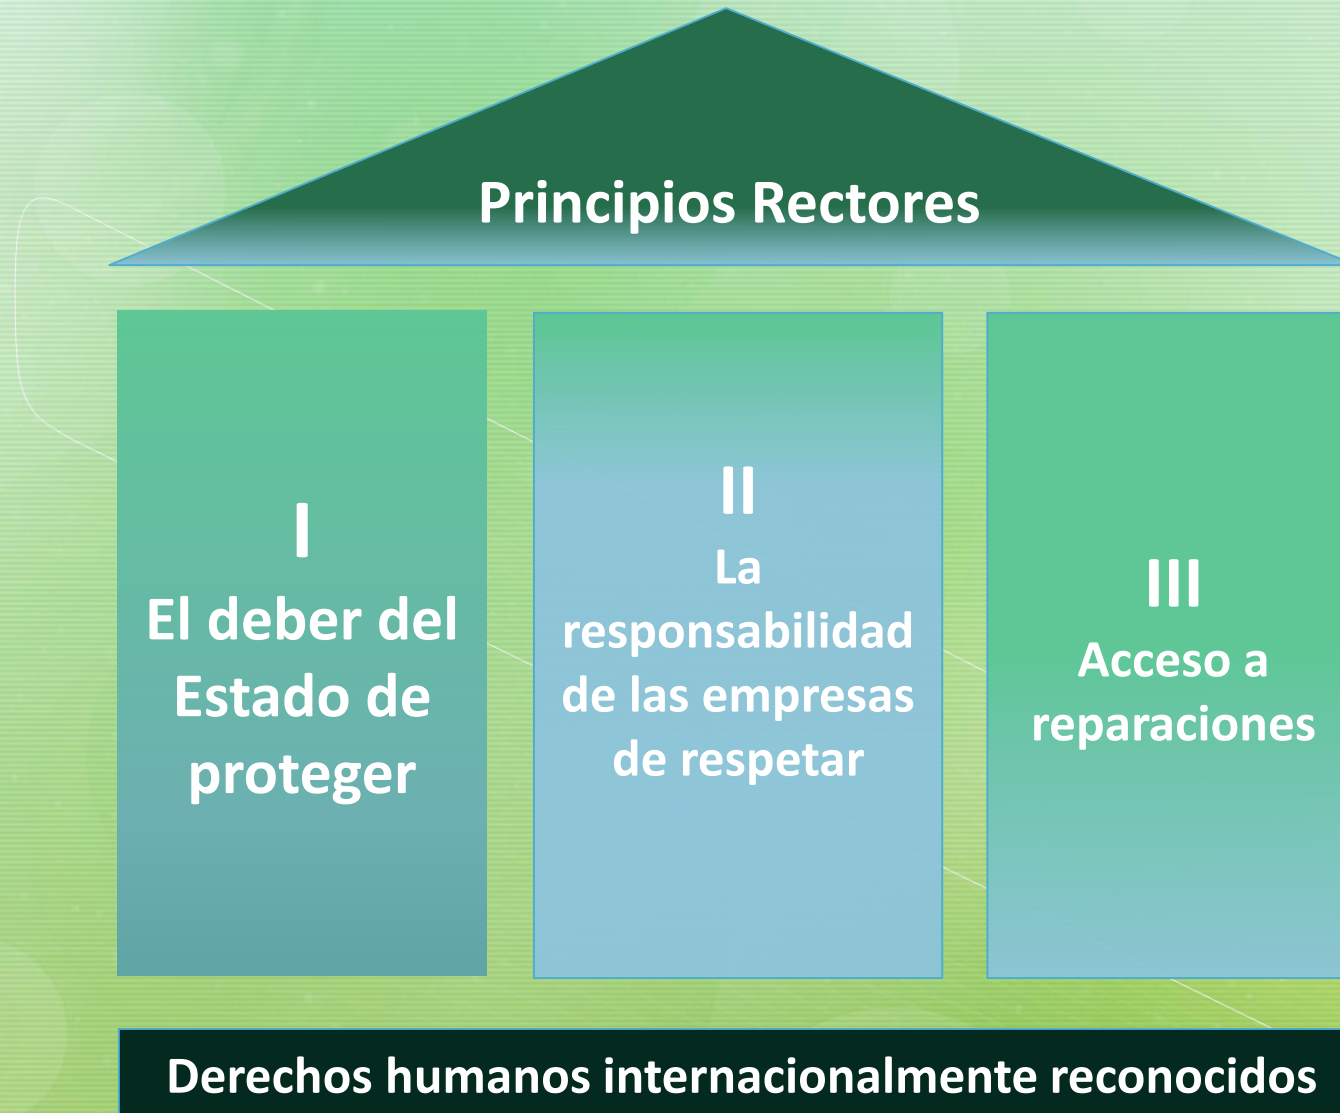 Principios Rectores
I
El deber del
Estado de
proteger
II
La
responsabilidad
de las empresas
de respetar
III
Acceso a
reparaciones
Derechos humanos internacionalmente reconocidos